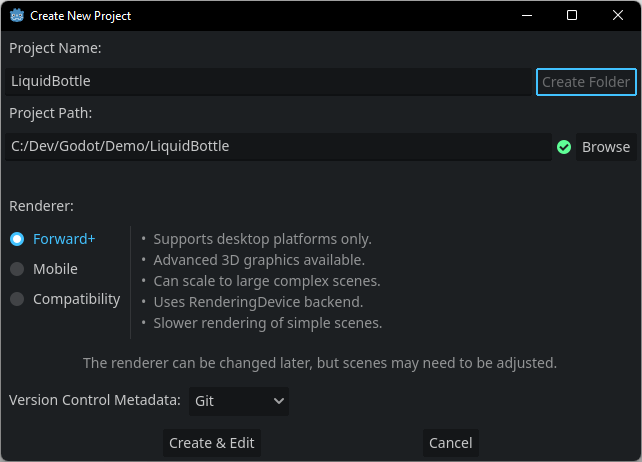 Create New Project
Project Name:
LiquidBottle
Create Folder
Project Path:
C:/Dev/Godot/Demo/LiquidBottle
Browse
Renderer:
Forward+
Mobile
Compatibility
• Supports desktop platforms only.
• Advanced 3D graphics available.
• Can scale to large complex scenes.
• Uses RenderingDevice backend.
• Slower rendering of simple scenes.
The renderer can be changed later, but scenes may need to be adjusted.
Version Control Metadata: Git
Create & Edit
Cancel